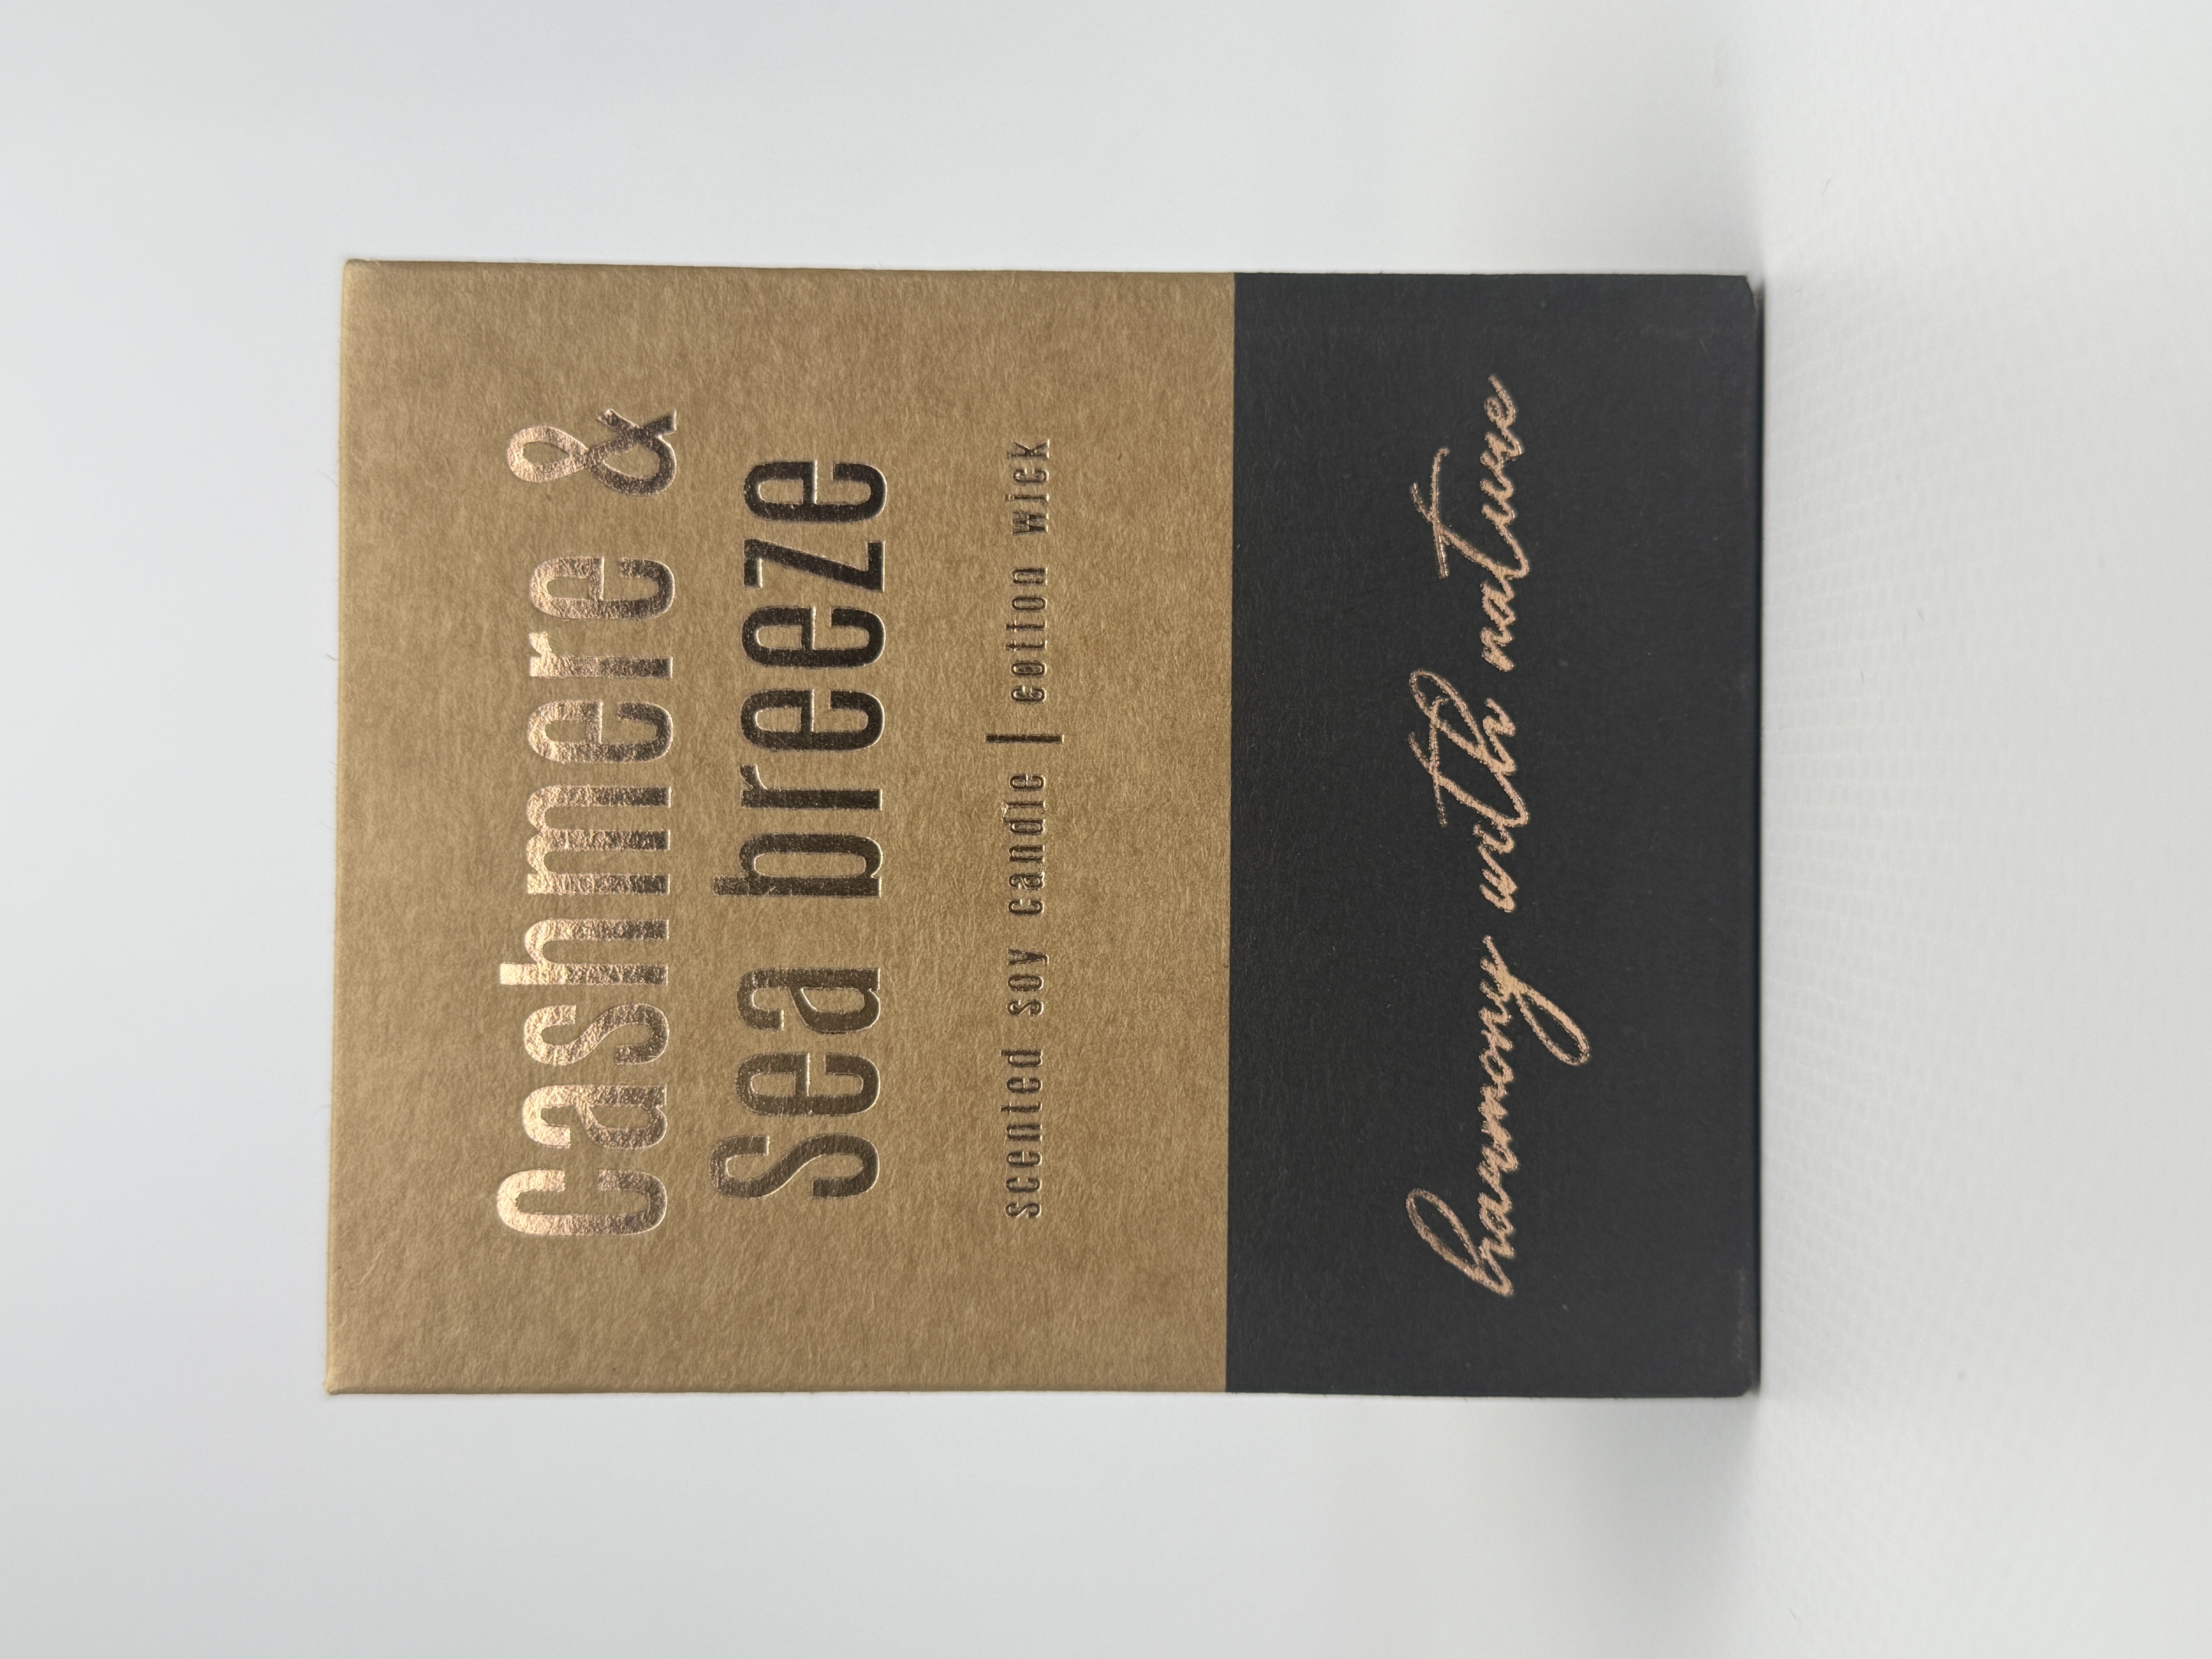 Cashmere &
Sea breeze
scented soy candle | cotton wick
harmony with nature